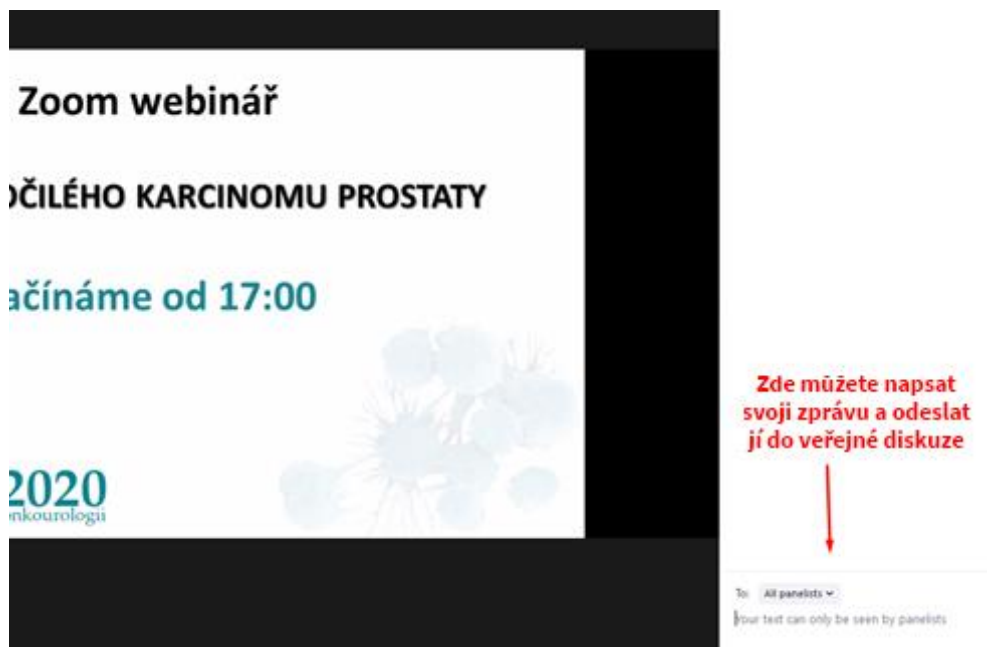 Zoom webinář
OČILÉHO KARCINOMU PROSTATY
ačínáme od 17:00
2020
nkourologii
Zde můžete napsat
svoji zprávu a odeslat
jí do veřejné diskuze
To: All panelists
Your text can only be seen by panelists